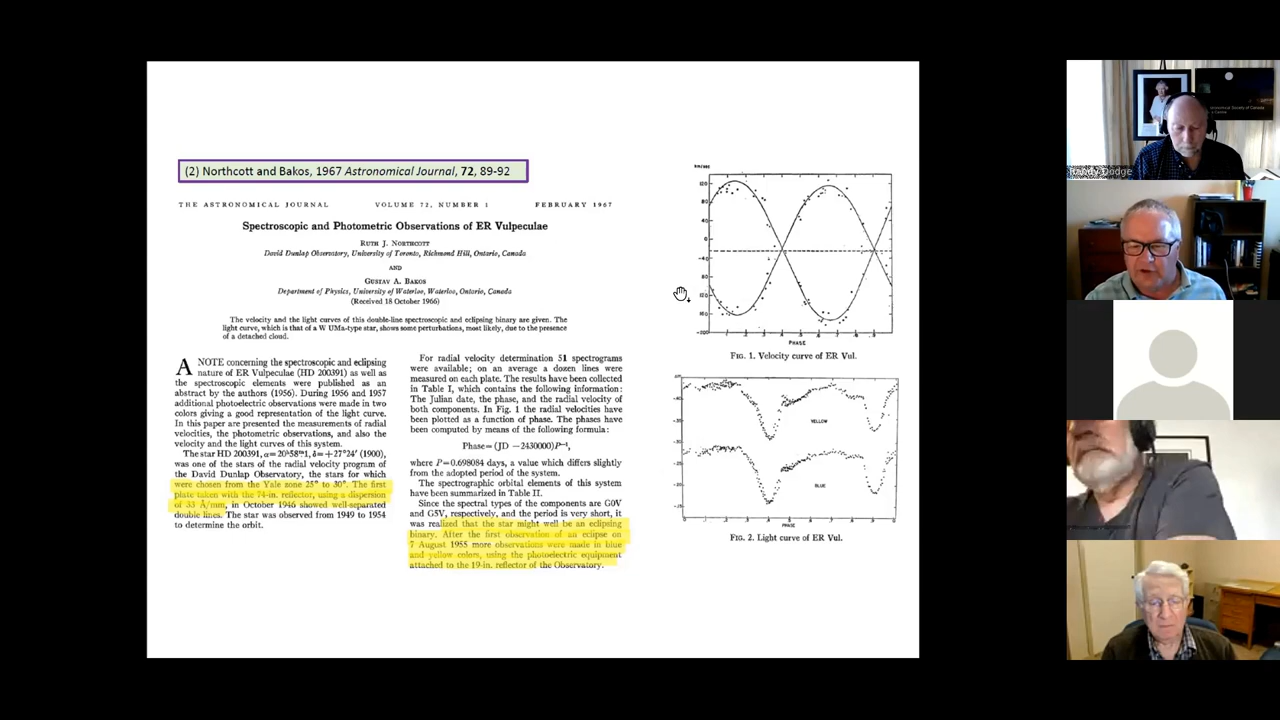 (2) Northcott and Bakos, 1967 Astronomical Journal, 72, 89-92
THE ASTRONOMICAL JOURNAL VOLUME 72, NUMBER 1 FEBRUARY 1967
Spectroscopic and Photometric Observations of ER Vulpeculae
RUTH J. NORTHCOTT
David Dunlap Observatory, University of Toronto, Richmond Hill, Ontario, Canada
AND
GUSTAV A. BAKOS
Department of Physics, University of Waterloo, Waterloo, Ontario, Canada
(Received 18 October 1966)
The velocity and the light curves of this double-line spectroscopic and eclipsing binary are given. The
light curve, which is that of a W UMa-type star, shows some perturbations, most likely, due to the presence
of a detached cloud.
A NOTE concerning the spectroscopic and eclipsing
nature of ER Vulpeculae (HD 200391) as well as
the spectroscopic elements were published as an
abstract by the authors (1956). During 1956 and 1957
additional photoelectric observations were made in two
colors giving a good representation of the light curve.
In this paper are presented the measurements of radial
velocities, the photometric observations, and also the
velocity and the light curves of this system.
The star HD 200391, α=20ʰ58ᵐ1, δ=+27°24′ (1900),
was one of the stars of the radial velocity program of
the David Dunlap Observatory, the stars for which
were chosen from the Yale zone 25° to 30°. The first
plate taken with the 74-in. reflector, using a dispersion
of 33 Å/mm, in October 1946 showed well-separated
double lines. The star was observed from 1949 to 1954
to determine the orbit.
For radial velocity determination 51 spectrograms
were available; on an average a dozen lines were
measured on each plate. The results have been collected
in Table I, which contains the following information:
The Julian date, the phase, and the radial velocity of
both components. In Fig. 1 the radial velocities have
been plotted as a function of phase. The phases have
been computed by means of the following formula:
Phase=(JD −2430000)P⁻¹,
where P=0.698084 days, a value which differs slightly
from the adopted period of the system.
The spectrographic orbital elements of this system
have been summarized in Table II.
Since the spectral types of the components are G0V
and G5V, respectively, and the period is very short, it
was realized that the star might well be an eclipsing
binary. After the first observation of an eclipse on
7 August 1955 more observations were made in blue
and yellow colors, using the photoelectric equipment
attached to the 19-in. reflector of the Observatory.
PHASE
FIG. 1. Velocity curve of ER Vul.
YELLOW
BLUE
PHASE
FIG. 2. Light curve of ER Vul.
Randy Dodge